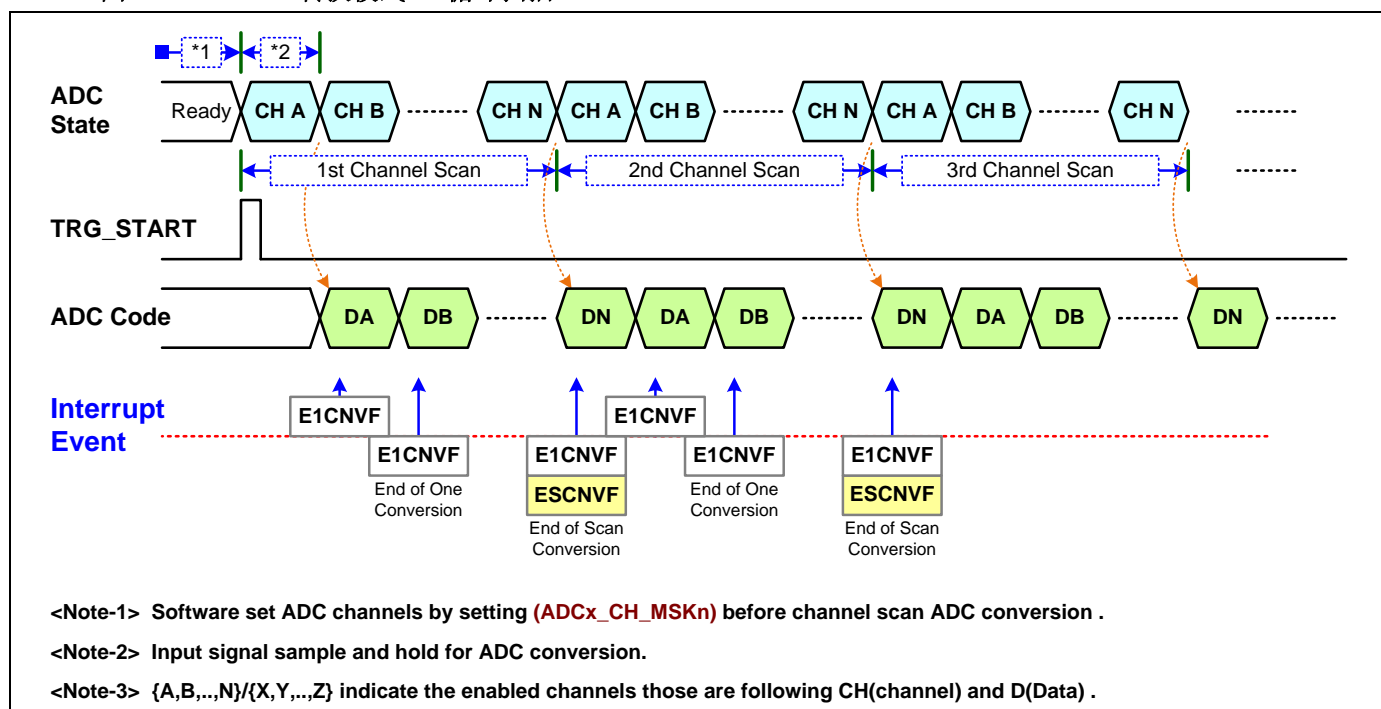 *1 *2
ADC State
Ready CH A CH B CH N CH A CH B CH N CH A CH B CH N
1st Channel Scan 2nd Channel Scan 3rd Channel Scan
TRG_START
ADC Code
DA DB DN DA DB DN DA DB DN
Interrupt Event
E1CNVF E1CNVF
E1CNVF E1CNVF E1CNVF E1CNVF
ESCNVF ESCNVF
End of One Conversion
End of Scan Conversion
End of One Conversion
End of Scan Conversion
<Note-1> Software set ADC channels by setting (ADCx_CH_MSKn) before channel scan ADC conversion .
<Note-2> Input signal sample and hold for ADC conversion.
<Note-3> {A,B,..,N}/{X,Y,..,Z} indicate the enabled channels those are following CH(channel) and D(Data) .